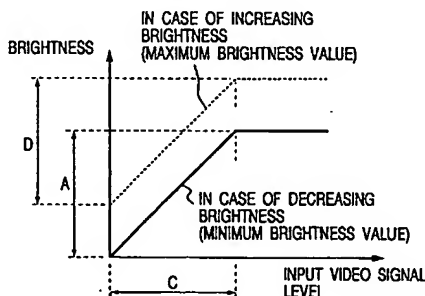 IN CASE OF INCREASING
BRIGHTNESS
(MAXIMUM BRIGHTNESS VALUE)
BRIGHTNESS
D
A
IN CASE OF DECREASING
BRIGHTNESS
(MINIMUM BRIGHTNESS VALUE)
C
INPUT VIDEO SIGNAL
LEVEL